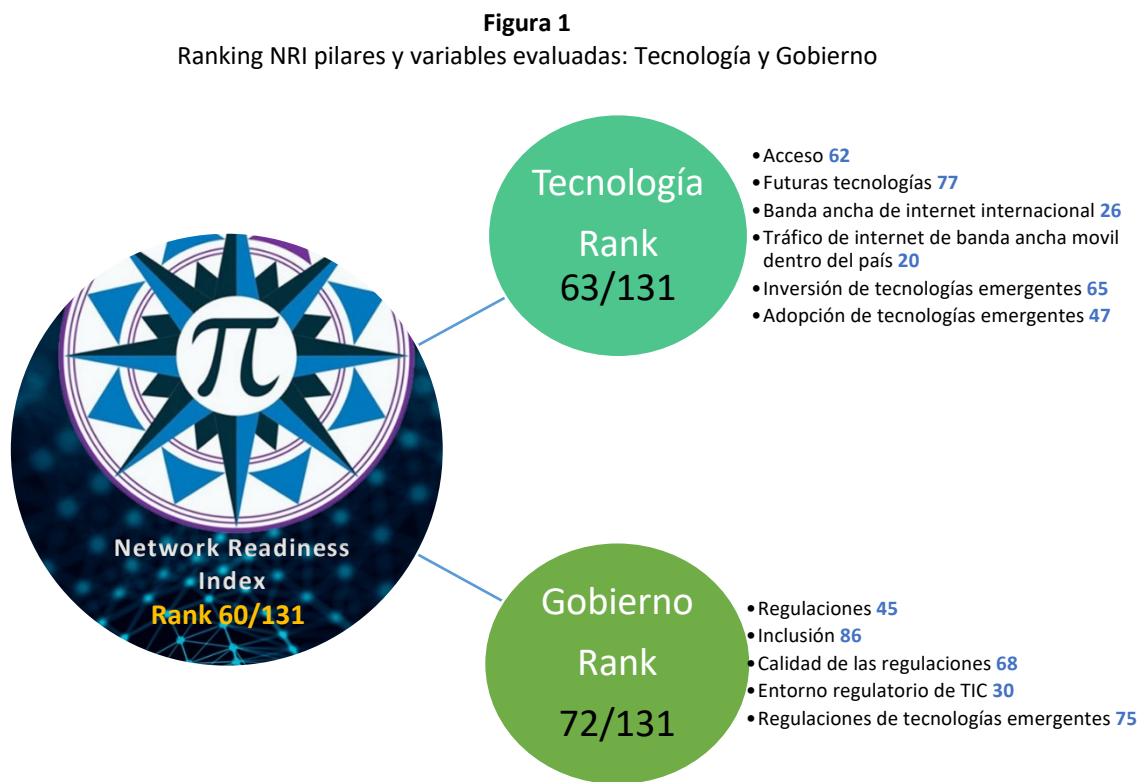 Figura 1
Ranking NRI pilares y variables evaluadas: Tecnología y Gobierno
Tecnología
Rank
63/131
•Acceso 62
•Futuras tecnologías 77
•Banda ancha de internet internacional 26
•Tráfico de internet de banda ancha movil
dentro del país 20
•Inversión de tecnologías emergentes 65
•Adopción de tecnologías emergentes 47
π
Network Readiness
Index
Rank 60/131
Gobierno
Rank
72/131
•Regulaciones 45
•Inclusión 86
•Calidad de las regulaciones 68
•Entorno regulatorio de TIC 30
•Regulaciones de tecnologías emergentes 75